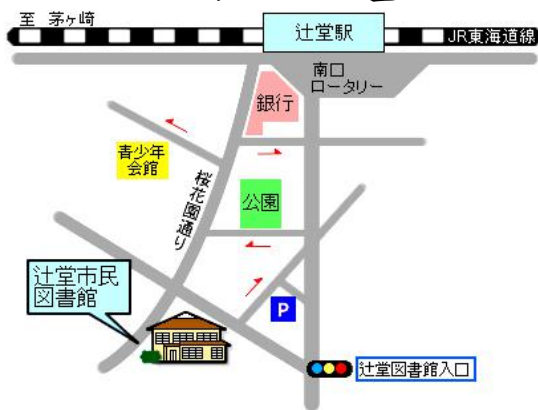 至 茅ヶ崎
辻堂駅
JR東海道線
南口
ロータリー
銀行
青少年
会館
桜花園通り
公園
辻堂市民
図書館
P
辻堂図書館入口